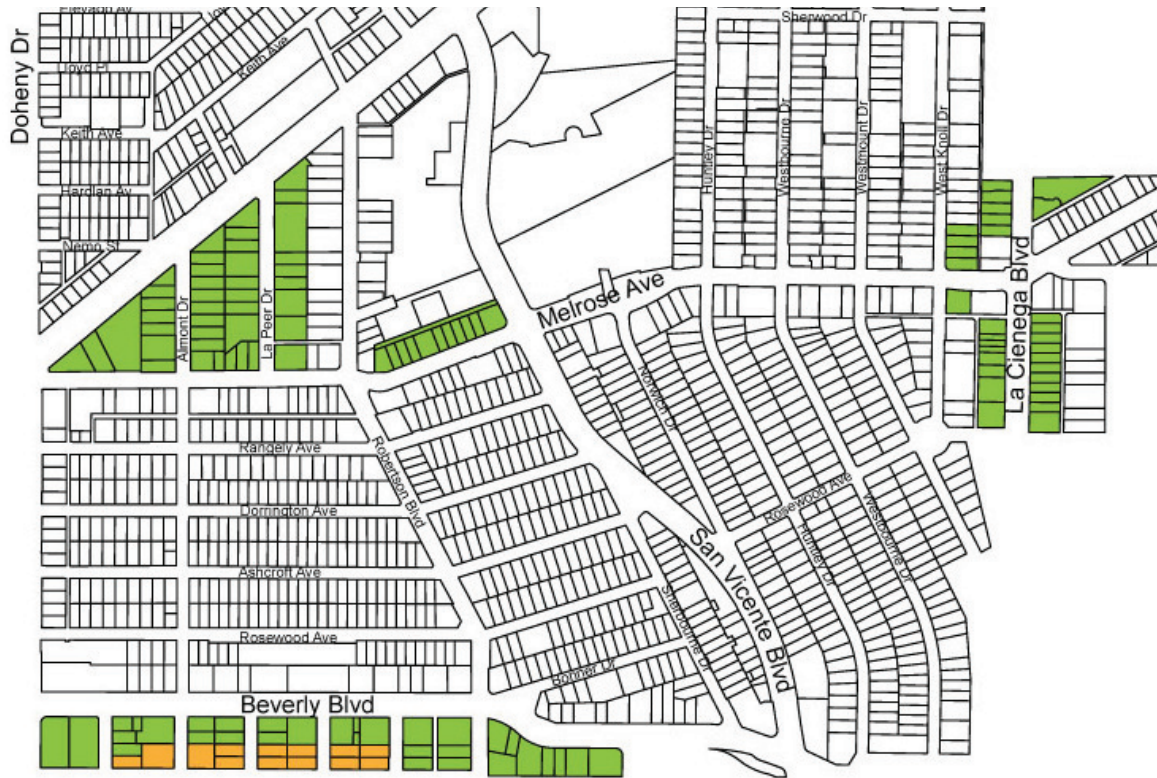 Sherwood Dr
Doheny Dr
Lloyd Pl
Keith Ave
Keith Ave
Harland Av
Nemo St
Huntley Dr
Westbourne Dr
Westmount Dr
West Knoll Dr
Almont Dr
La Peer Dr
Melrose Ave
La Cienega Blvd
Norwich Dr
Rangely Ave
Robertson Blvd
Dorrington Ave
Rosewood Ave
Westbourne Dr
Huntley Dr
San Vicente Blvd
Ashcroft Ave
Sherbourne Dr
Rosewood Ave
Bonner Dr
Beverly Blvd